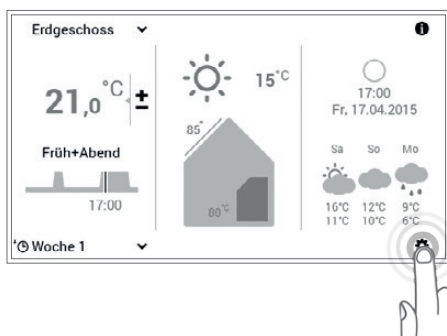 Erdgeschoss
21,0 °C ±
Früh+Abend
17:00
Woche 1
15°C
85°
80°C
17:00
Fr, 17.04.2015
Sa So Mo
16°C 12°C 9°C
11°C 10°C 6°C